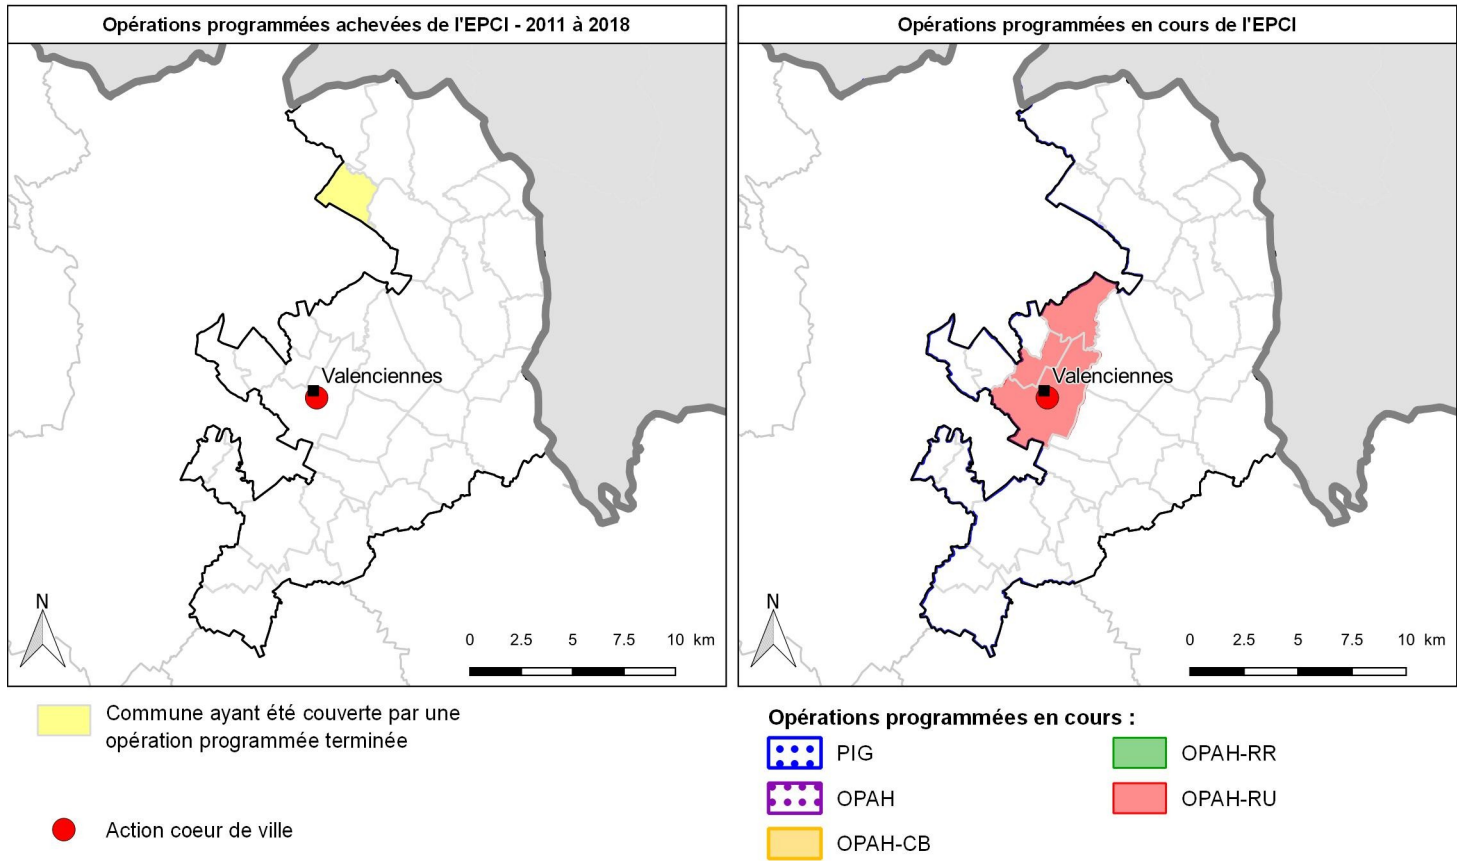 Opérations programmées achevées de l'EPCI - 2011 à 2018
Valenciennes
N
0 2.5 5 7.5 10 km
Opérations programmées en cours de l'EPCI
Valenciennes
N
0 2.5 5 7.5 10 km
Commune ayant été couverte par une
opération programmée terminée
Action coeur de ville
Opérations programmées en cours :
PIG
OPAH
OPAH-CB
OPAH-RR
OPAH-RU